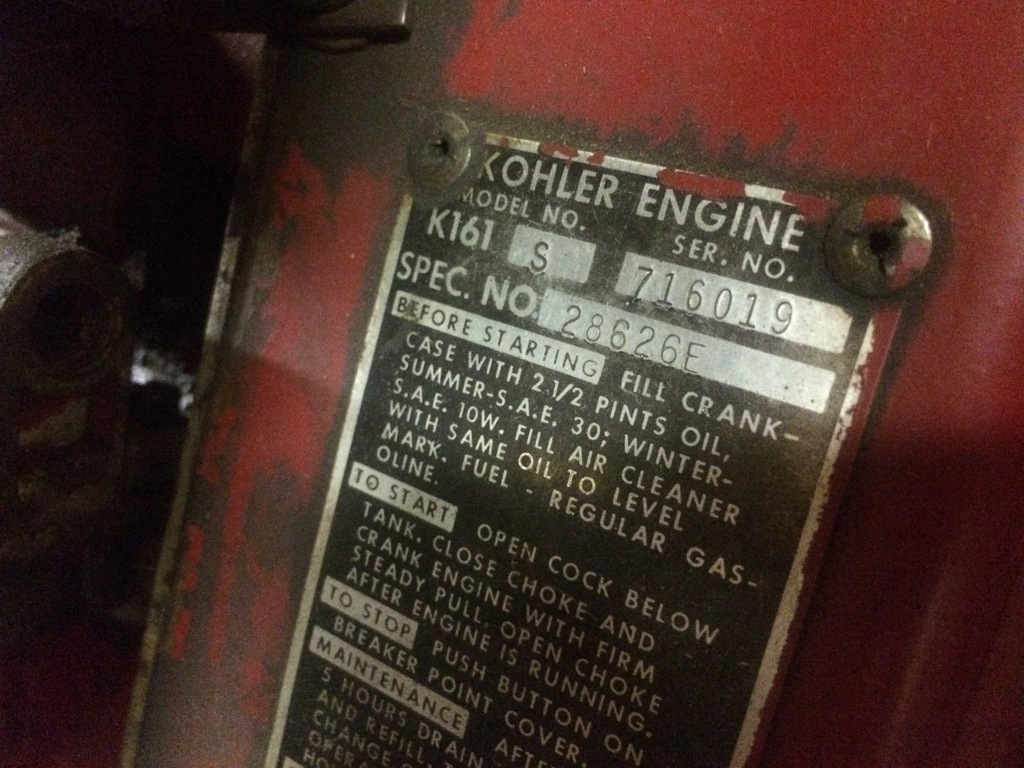 KOHLER ENGINE
MODEL NO. SER. NO.
K161 S 716019
SPEC. NO. 28626E
BEFORE STARTING FILL CRANK-
CASE WITH 2 1/2 PINTS OIL,
SUMMER-S.A.E. 30; WINTER-
S.A.E. 10W. FILL AIR CLEANER
WITH SAME OIL TO LEVEL
MARK. FUEL - REGULAR GAS-
OLINE.
TO START OPEN COCK BELOW
TANK. CLOSE CHOKE AND
CRANK ENGINE WITH FIRM
STEADY PULL. OPEN CHOKE
AFTER ENGINE IS RUNNING.
TO STOP PUSH BUTTON ON
BREAKER POINT COVER.
MAINTENANCE
5 HOURS DRAIN
AND REFILL.
CHANGE